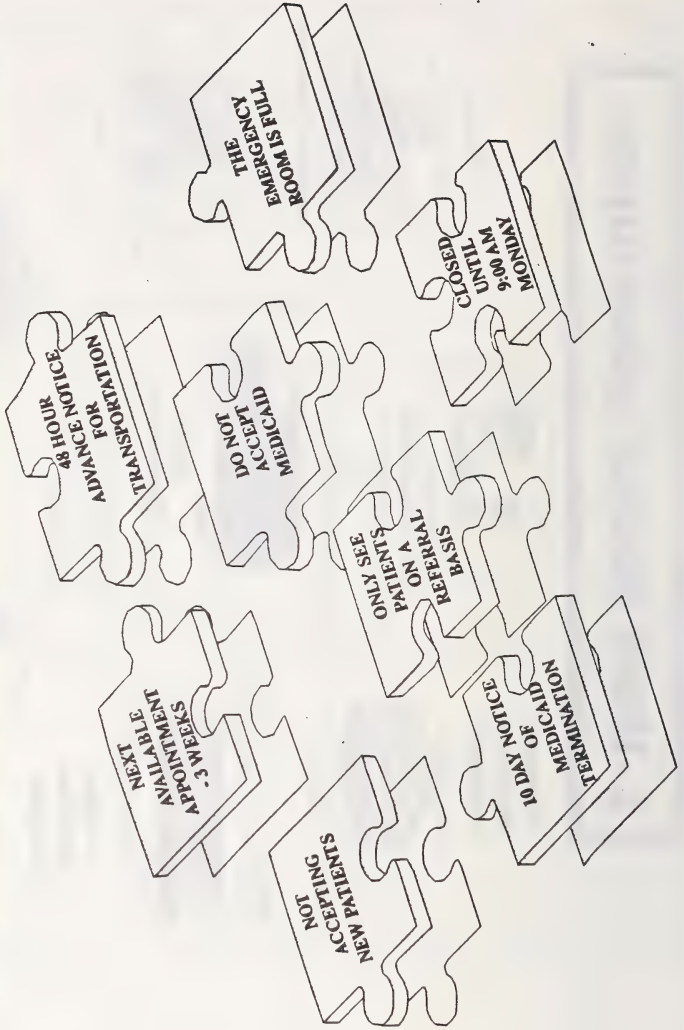 48 HOUR
ADVANCE NOTICE
FOR
TRANSPORTATION
THE
EMERGENCY
ROOM IS FULL
NEXT
AVAILABLE
APPOINTMENT
- 3 WEEKS
DO NOT
ACCEPT
MEDICAID
NOT
ACCEPTING
NEW PATIENTS
ONLY SEE
PATIENTS
ON A
REFERRAL
BASIS
CLOSED
UNTIL
9:00 AM
MONDAY
10 DAY NOTICE
OF
MEDICAID
TERMINATION